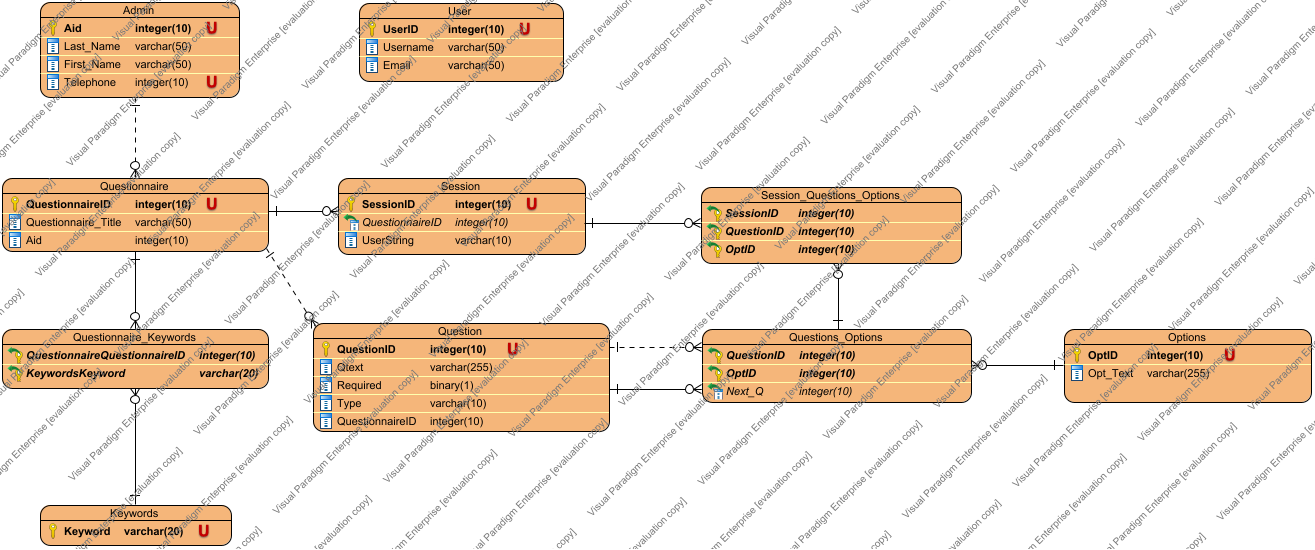 Admin
Aid integer(10) U
Last_Name varchar(50)
First_Name varchar(50)
Telephone integer(10) U
User
UserID integer(10) U
Username varchar(50)
Email varchar(50)
Questionnaire
QuestionnaireID integer(10) U
Questionnaire_Title varchar(50)
Aid integer(10)
Session
SessionID integer(10) U
QuestionnaireID integer(10)
UserString varchar(10)
Session_Questions_Options
SessionID integer(10)
QuestionID integer(10)
OptID integer(10)
Questionnaire_Keywords
QuestionnaireQuestionnaireID integer(10)
KeywordsKeyword varchar(20)
Question
QuestionID integer(10) U
Qtext varchar(255)
Required binary(1)
Type varchar(10)
QuestionnaireID integer(10)
Questions_Options
QuestionID integer(10)
OptID integer(10)
Next_Q integer(10)
Options
OptID integer(10) U
Opt_Text varchar(255)
Keywords
Keyword varchar(20) U
Visual Paradigm Enterprise [evaluation copy]